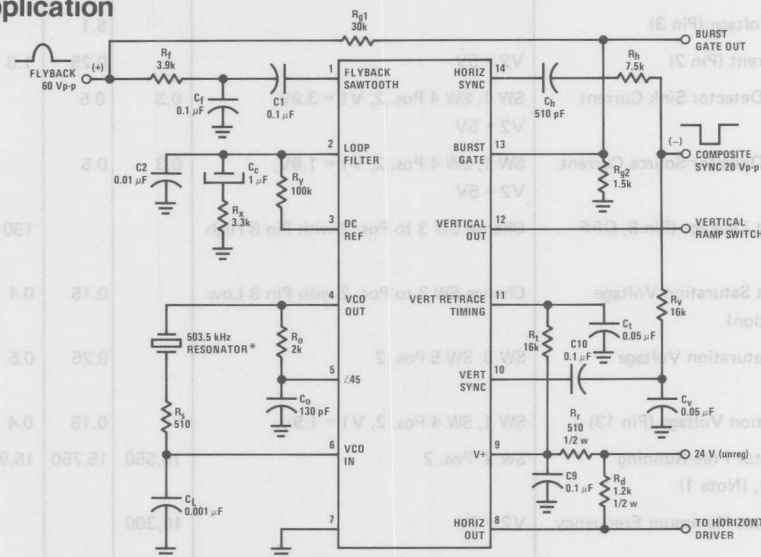 pplication
Rg1
30k
BURST
GATE OUT
(+)
FLYBACK
60 Vp-p
Rf
3.9k
Cf
0.1 μF
C1
0.1 μF
1
FLYBACK
SAWTOOTH
HORIZ
SYNC
14
Ch
510 pF
Rh
7.5k
C2
0.01 μF
Cc
1 μF
Rx
3.3k
Ry
100k
2
LOOP
FILTER
BURST
GATE
13
Rg2
1.5k
(−)
COMPOSITE
SYNC 20 Vp-p
3
DC
REF
VERTICAL
OUT
12
VERTICAL
RAMP SWITCH
4
VCO
OUT
VERT RETRACE
TIMING
11
503.5 kHz
RESONATOR*
Ro
2k
Rt
16k
Ct
0.05 μF
Rv
16k
5
∠45
Co
130 pF
C10
0.1 μF
VERT
SYNC
10
Cv
0.05 μF
Rs
510
6
VCO
IN
V+
9
Rr
510
1/2 w
24 V (unreg)
CL
0.001 μF
C9
0.1 μF
Rd
1.2k
1/2 w
7
HORIZ
OUT
8
TO HORIZONT
DRIVER